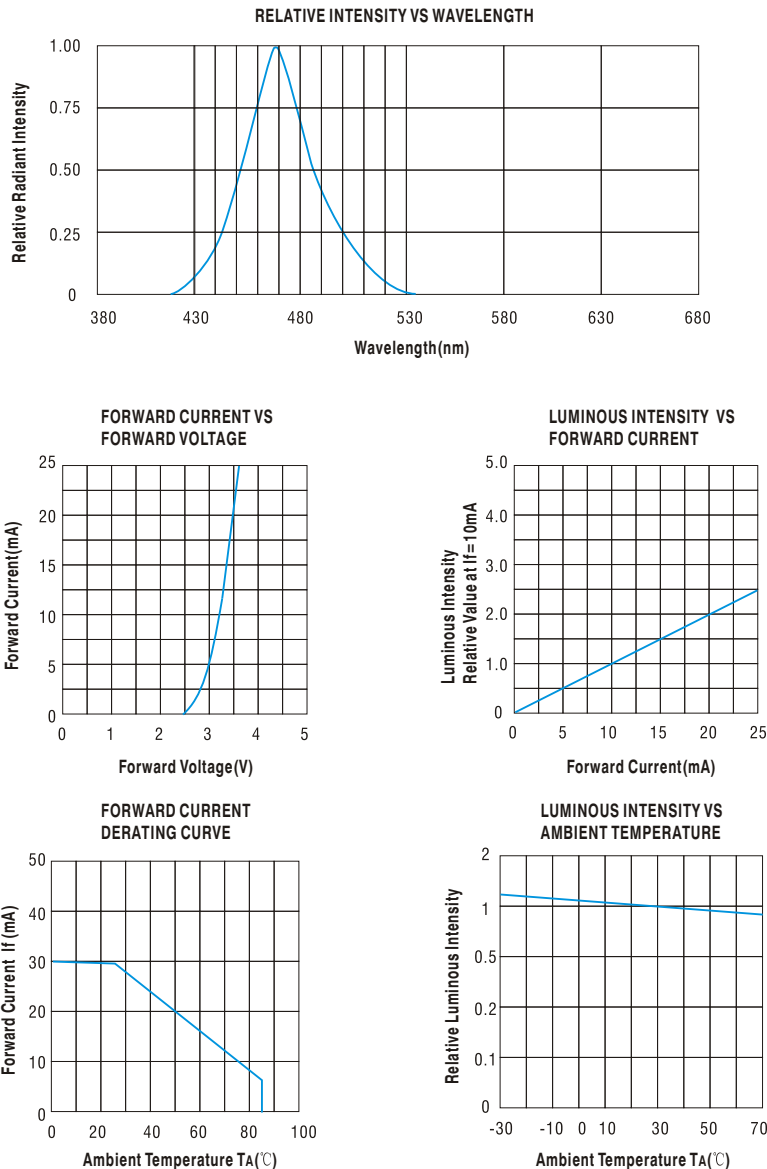 RELATIVE INTENSITY VS WAVELENGTH
Relative Radiant Intensity
1.00
0.75
0.50
0.25
0
380 430 480 530 580 630 680
Wavelength(nm)
FORWARD CURRENT VS
FORWARD VOLTAGE
Forward Current(mA)
25
20
15
10
5
0
0 1 2 3 4 5
Forward Voltage(V)
LUMINOUS INTENSITY VS
FORWARD CURRENT
Luminous Intensity
Relative Value at If=10mA
5.0
4.0
3.0
2.0
1.0
0
0 5 10 15 20 25
Forward Current(mA)
FORWARD CURRENT
DERATING CURVE
Forward Current If (mA)
50
40
30
20
10
0
0 20 40 60 80 100
Ambient Temperature TA(℃)
LUMINOUS INTENSITY VS
AMBIENT TEMPERATURE
Relative Luminous Intensity
2
1
0.5
0.2
0.1
0
-30 -10 0 10 30 50 70
Ambient Temperature TA(℃)